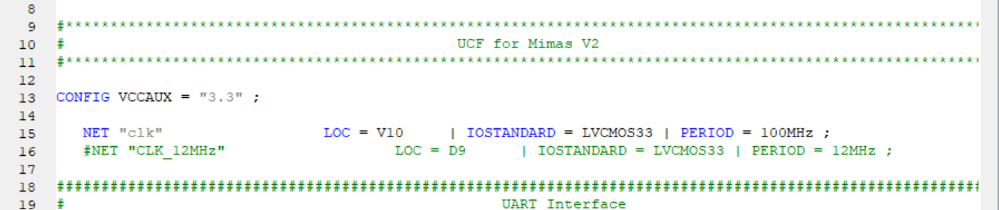 8
9 #*******************************************************************************************************
10 # UCF for Mimas V2
11 #*******************************************************************************************************
12
13 CONFIG VCCAUX = "3.3" ;
14
15 NET "clk" LOC = V10 | IOSTANDARD = LVCMOS33 | PERIOD = 100MHz ;
16 #NET "CLK_12MHz" LOC = D9 | IOSTANDARD = LVCMOS33 | PERIOD = 12MHz ;
17
18 ########################################################################################################
19 # UART Interface